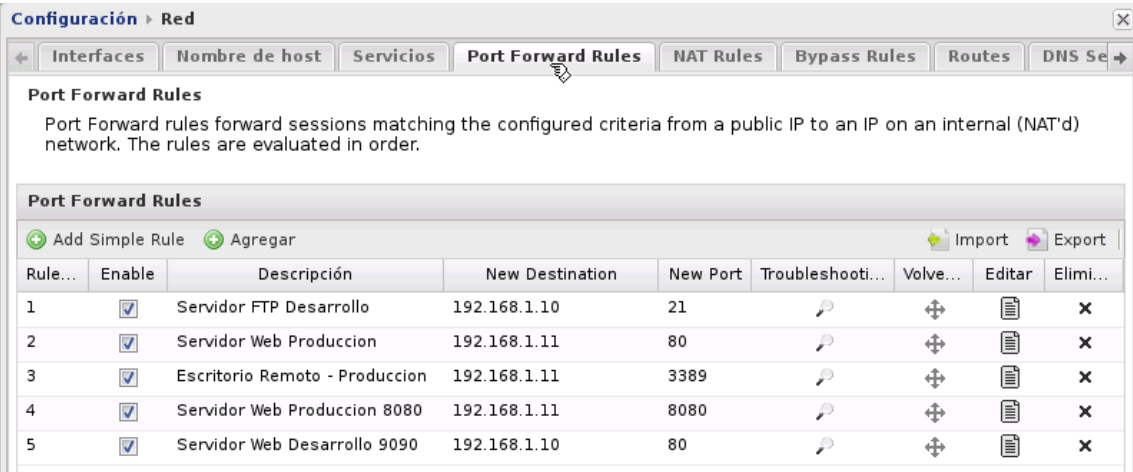 Configuración Red
Interfaces Nombre de host Servicios Port Forward Rules NAT Rules Bypass Rules Routes DNS Se
Port Forward Rules
Port Forward rules forward sessions matching the configured criteria from a public IP to an IP on an internal (NAT'd)
network. The rules are evaluated in order.
Port Forward Rules
Add Simple Rule Agregar Import Export
Rule... Enable Descripción New Destination New Port Troubleshooti... Volve... Editar Elimi...
1 Servidor FTP Desarrollo 192.168.1.10 21
2 Servidor Web Produccion 192.168.1.11 80
3 Escritorio Remoto - Produccion 192.168.1.11 3389
4 Servidor Web Produccion 8080 192.168.1.11 8080
5 Servidor Web Desarrollo 9090 192.168.1.10 80